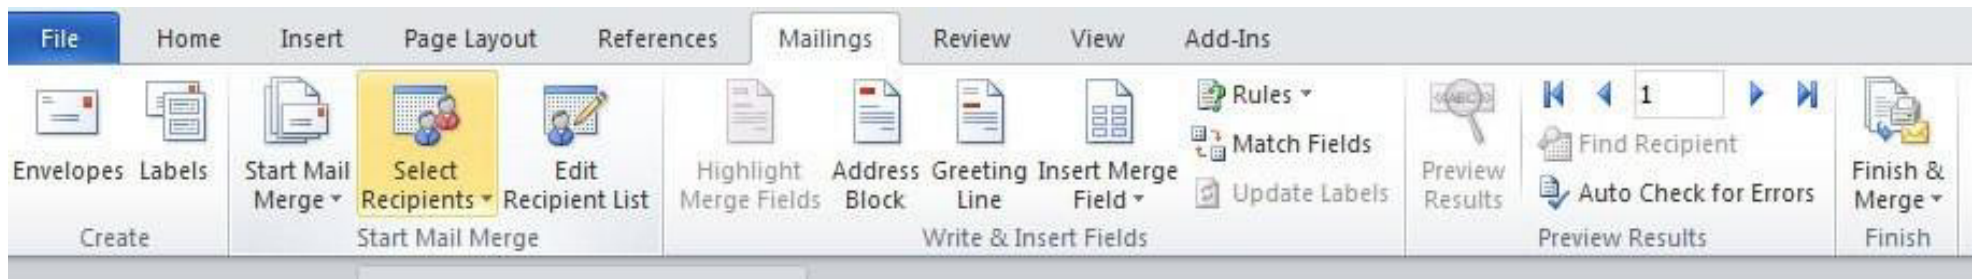 File Home Insert Page Layout References Mailings Review View Add-Ins
Envelopes Labels
Start Mail Merge
Select Recipients
Edit Recipient List
Highlight Merge Fields
Address Block
Greeting Line
Insert Merge Field
Rules
Match Fields
Update Labels
Preview Results
1
Find Recipient
Auto Check for Errors
Finish & Merge
Create
Start Mail Merge
Write & Insert Fields
Preview Results
Finish